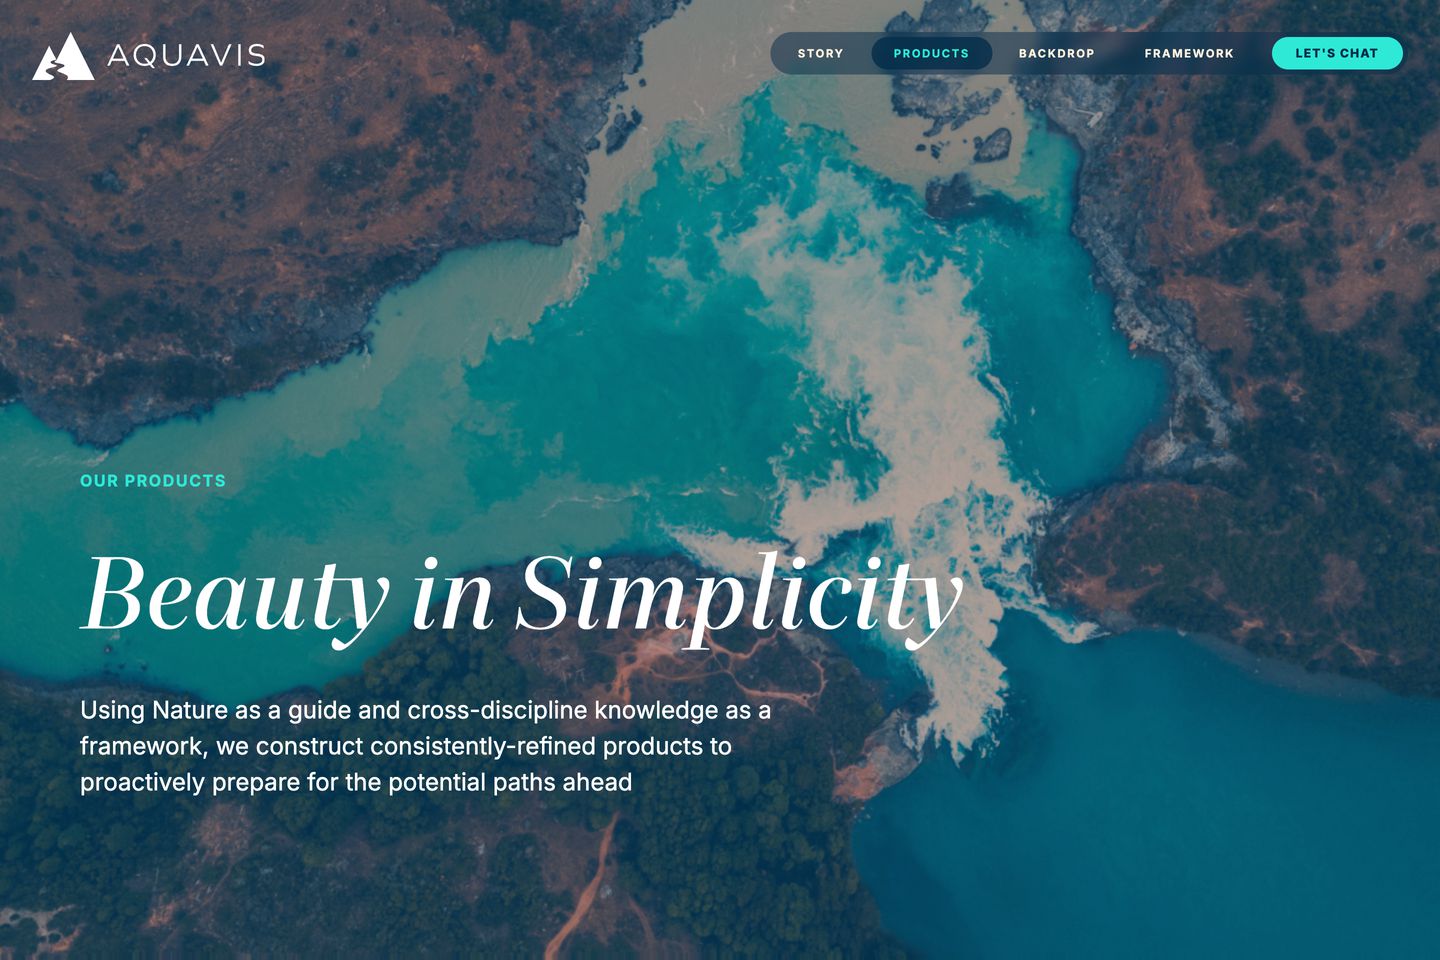 AQUAVIS
STORY
PRODUCTS
BACKDROP
FRAMEWORK
LET'S CHAT
OUR PRODUCTS
Beauty in Simplicity
Using Nature as a guide and cross-discipline knowledge as a
framework, we construct consistently-refined products to
proactively prepare for the potential paths ahead